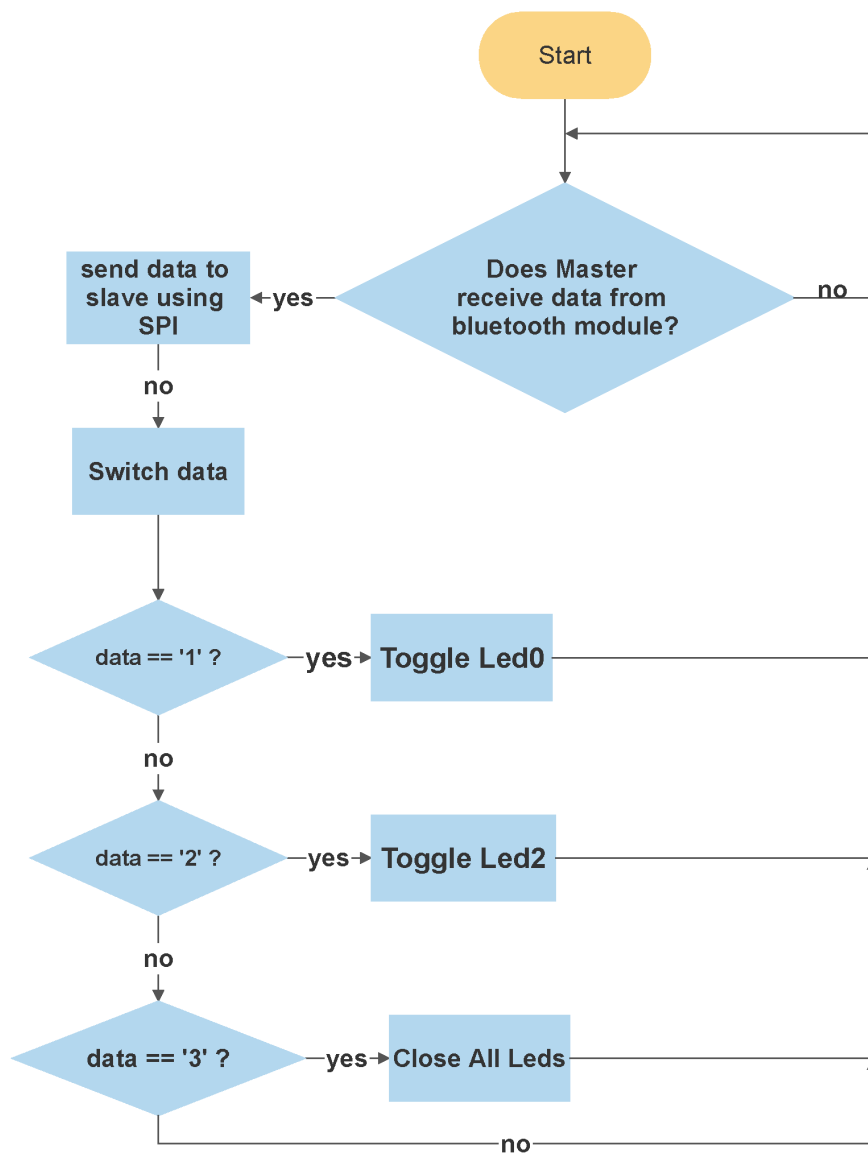 Start
Does Master
receive data from
bluetooth module?
no
yes
send data to
slave using
SPI
no
Switch data
data == '1' ?
yes
Toggle Led0
no
data == '2' ?
yes
Toggle Led2
no
data == '3' ?
yes
Close All Leds
no